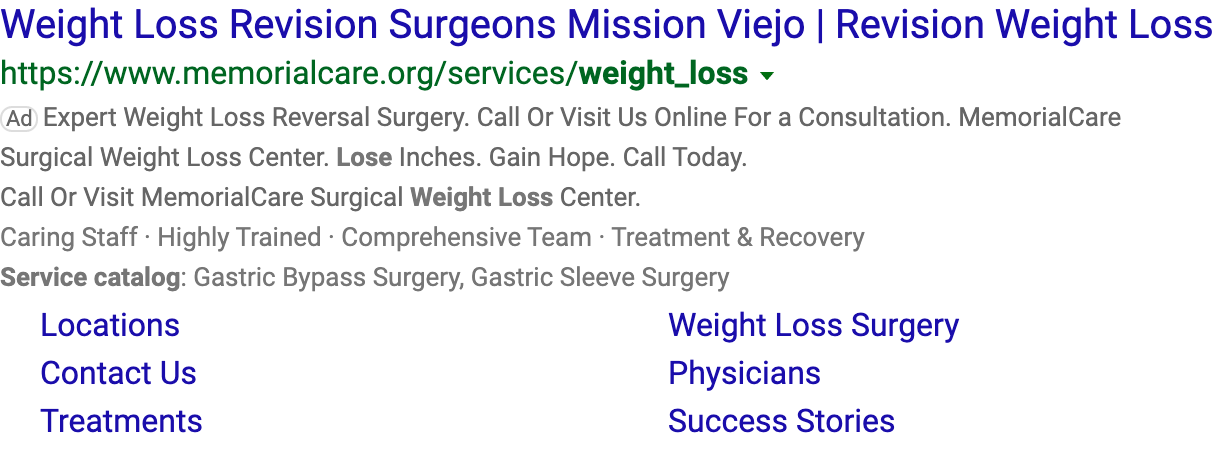 Weight Loss Revision Surgeons Mission Viejo | Revision Weight Loss
https://www.memorialcare.org/services/weight_loss
Ad Expert Weight Loss Reversal Surgery. Call Or Visit Us Online For a Consultation. MemorialCare
Surgical Weight Loss Center. Lose Inches. Gain Hope. Call Today.
Call Or Visit MemorialCare Surgical Weight Loss Center.
Caring Staff · Highly Trained · Comprehensive Team · Treatment & Recovery
Service catalog: Gastric Bypass Surgery, Gastric Sleeve Surgery
Locations
Weight Loss Surgery
Contact Us
Physicians
Treatments
Success Stories